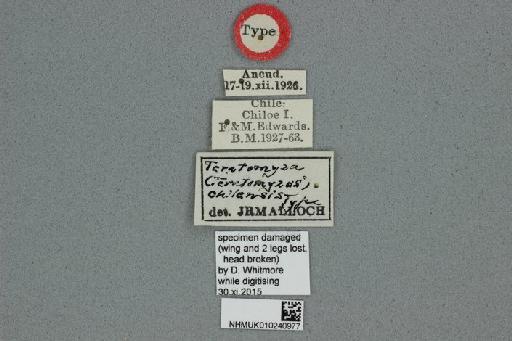 Type
Ancud.
17-19.xii.1926.
Chile:
Chiloe I.
F. & M. Edwards.
B.M. 1927-63.
Teratomyza
chilensis
Type
det. JRMALLOCH
specimen damaged
(wing and 2 legs lost,
head broken)
by D. Whitmore
while digitising
30.xi.2015
NHMUK010240977